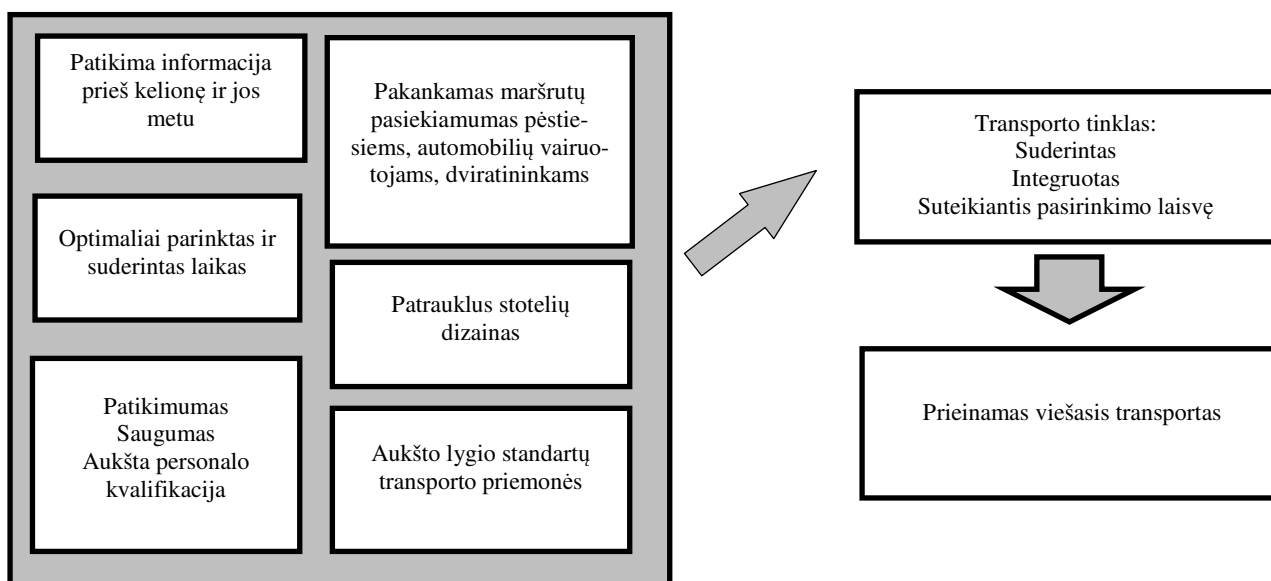 Patikima informacija
prieš kelionę ir jos
metu
Pakankamas maršrutų
pasiekiamumas pėstie-
siems, automobilių vairuo-
tojams, dviratininkams
Optimaliai parinktas ir
suderintas laikas
Patrauklus stotelių
dizainas
Patikimumas
Saugumas
Aukšta personalo
kvalifikacija
Aukšto lygio standartų
transporto priemonės
Transporto tinklas:
Suderintas
Integruotas
Suteikiantis pasirinkimo laisvę
Prieinamas viešasis transportas